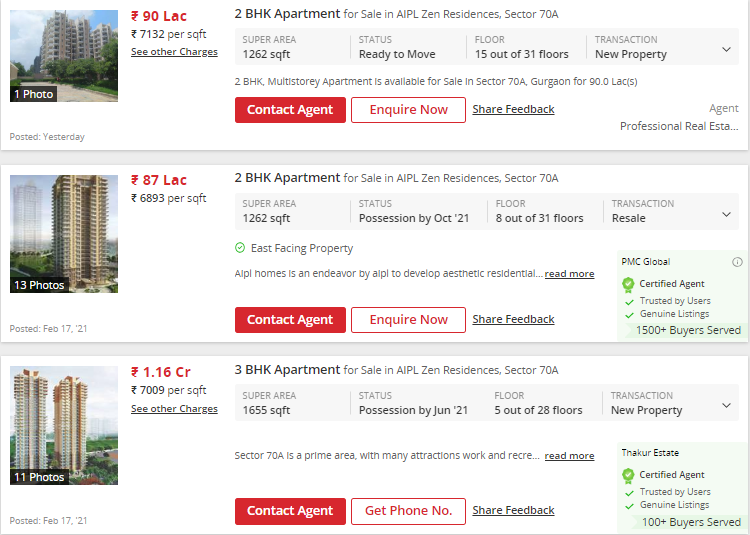 ₹ 90 Lac
₹ 7132 per sqft
See other Charges
1 Photo
Posted: Yesterday
2 BHK Apartment for Sale in AIPL Zen Residences, Sector 70A
SUPER AREA STATUS FLOOR TRANSACTION
1262 sqft Ready to Move 15 out of 31 floors New Property
2 BHK, Multistorey Apartment is available for Sale in Sector 70A, Gurgaon for 90.0 Lac(s)
Contact Agent Enquire Now Share Feedback
Agent
Professional Real Esta...
₹ 87 Lac
₹ 6893 per sqft
13 Photos
Posted: Feb 17, '21
2 BHK Apartment for Sale in AIPL Zen Residences, Sector 70A
SUPER AREA STATUS FLOOR TRANSACTION
1262 sqft Possession by Oct '21 8 out of 31 floors Resale
East Facing Property
Aipl homes is an endeavor by aipl to develop aesthetic residential... read more
Contact Agent Enquire Now Share Feedback
PMC Global
Certified Agent
Trusted by Users
Genuine Listings
1500+ Buyers Served
₹ 1.16 Cr
₹ 7009 per sqft
See other Charges
11 Photos
Posted: Feb 17, '21
3 BHK Apartment for Sale in AIPL Zen Residences, Sector 70A
SUPER AREA STATUS FLOOR TRANSACTION
1655 sqft Possession by Jun '21 5 out of 28 floors New Property
Sector 70A is a prime area, with many attractions work and recre... read more
Contact Agent Get Phone No. Share Feedback
Thakur Estate
Certified Agent
Trusted by Users
Genuine Listings
100+ Buyers Served